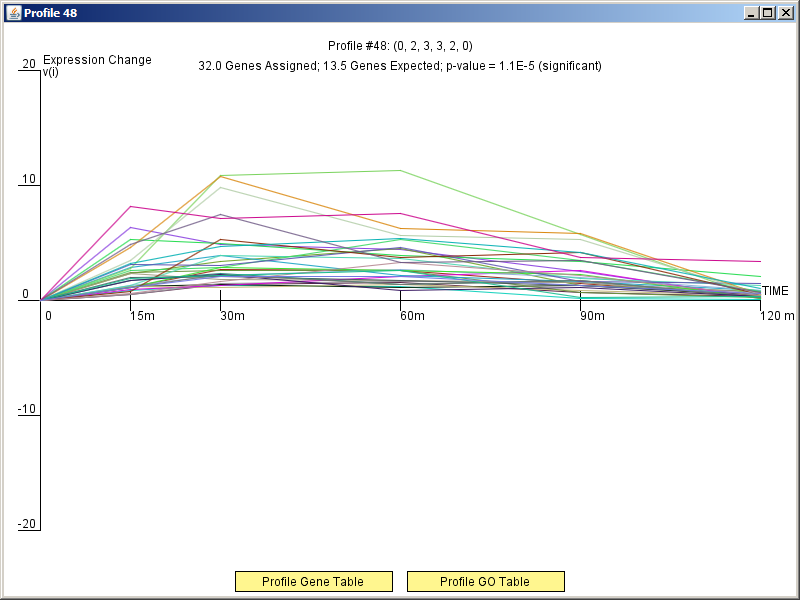 Profile 48
Profile #48: (0, 2, 3, 3, 2, 0)
32.0 Genes Assigned; 13.5 Genes Expected; p-value = 1.1E-5 (significant)
Expression Change
v(i)
20
10
0
-10
-20
TIME
0 15m 30m 60m 90m 120 m
Profile Gene Table
Profile GO Table